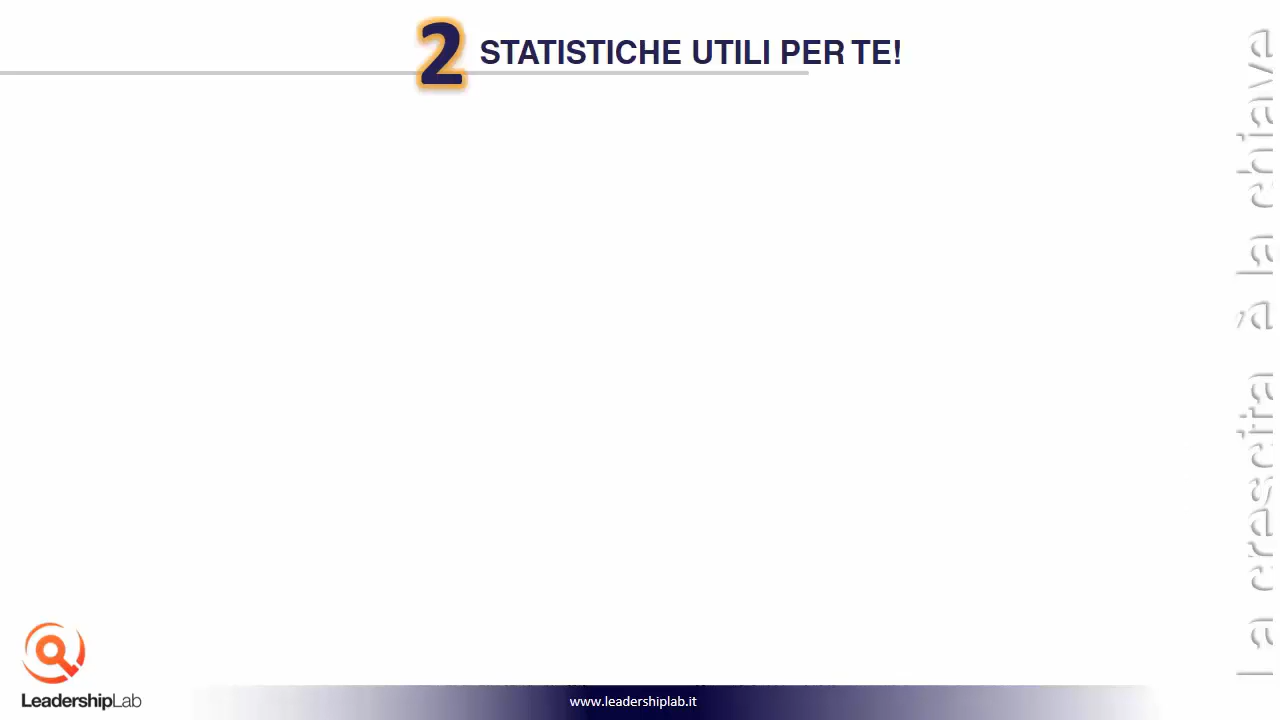 2 STATISTICHE UTILI PER TE!
La crescita è la chiave
LeadershipLab
www.leadershiplab.it